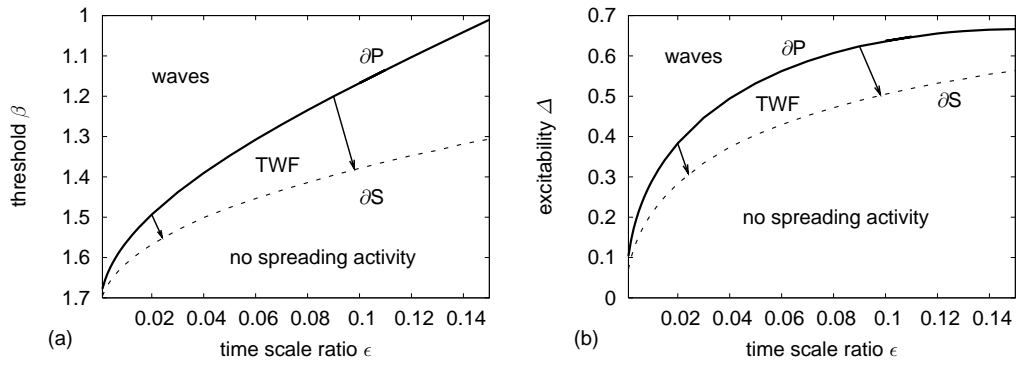 1
1.1
1.2
1.3
1.4
1.5
1.6
1.7
threshold β
waves
∂P
TWF
∂S
no spreading activity
0.02 0.04 0.06 0.08 0.1 0.12 0.14
(a)
time scale ratio ϵ
0.7
0.6
0.5
0.4
0.3
0.2
0.1
0
excitability Δ
waves
∂P
TWF
∂S
no spreading activity
0.02 0.04 0.06 0.08 0.1 0.12 0.14
(b)
time scale ratio ϵ